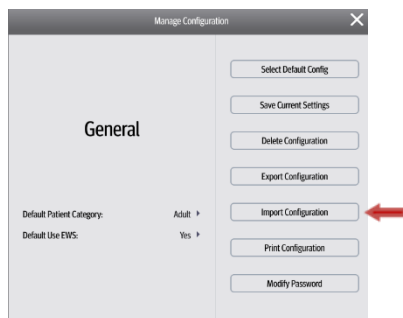 Manage Configuration
Select Default Config
Save Current Settings
General
Delete Configuration
Export Configuration
Default Patient Category: Adult
Import Configuration
Default Use EWS: Yes
Print Configuration
Modify Password